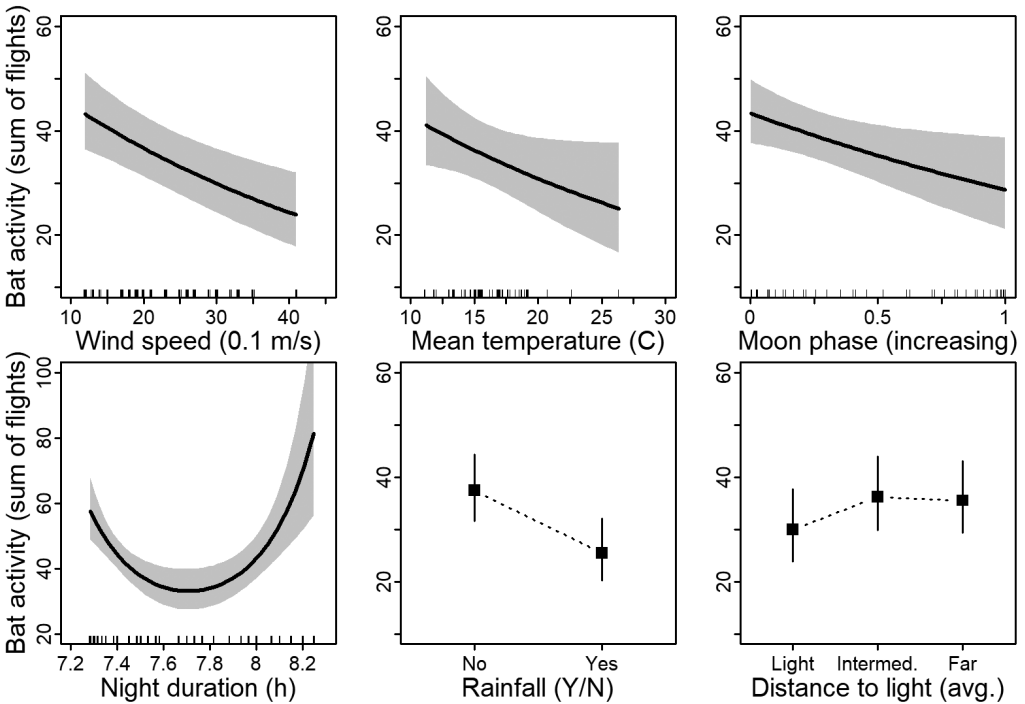 Bat activity (sum of flights)
60
40
20
10 20 30 40
Wind speed (0.1 m/s)
60
40
20
10 15 20 25 30
Mean temperature (C)
60
40
20
0 0.5 1
Moon phase (increasing)
Bat activity (sum of flights)
100
80
60
40
20
7.2 7.4 7.6 7.8 8 8.2
Night duration (h)
60
40
20
No Yes
Rainfall (Y/N)
60
40
20
Light Intermed. Far
Distance to light (avg.)